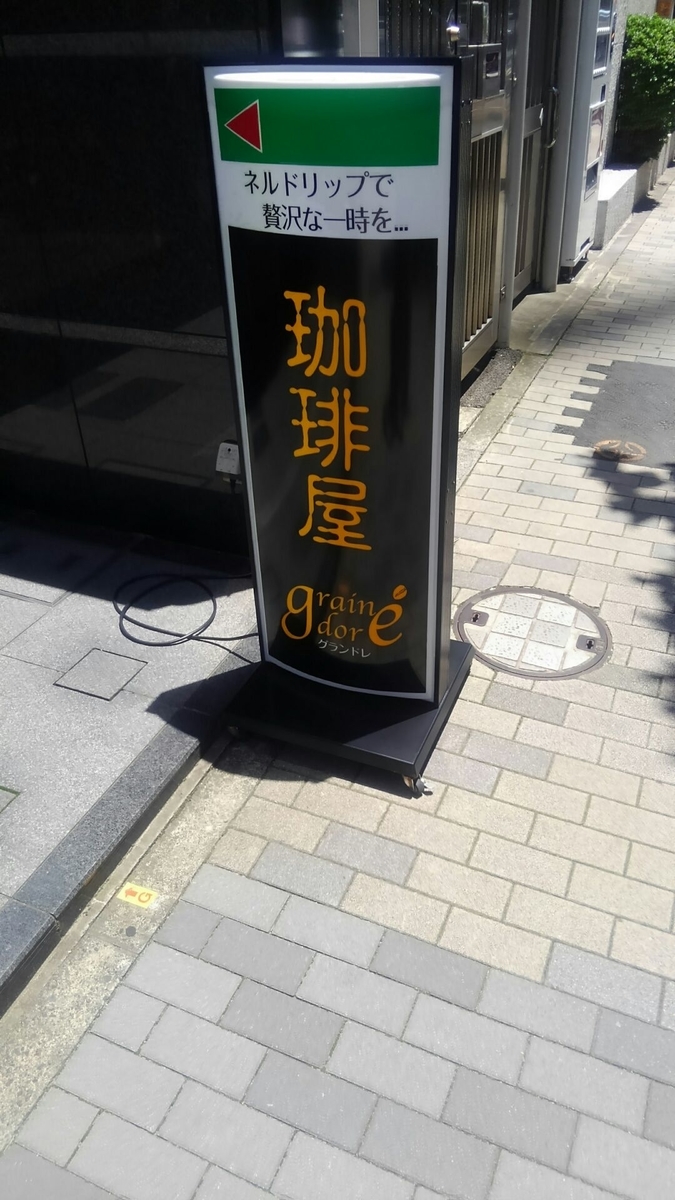 ネルドリップで
贅沢な一時を...
珈琲屋
grain
doré
グランドレ
G